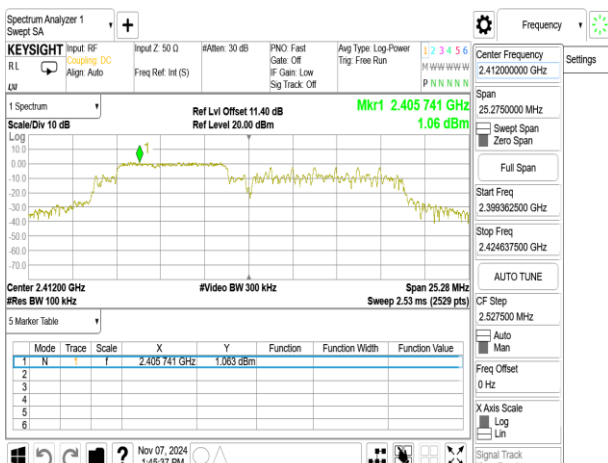 Spectrum Analyzer 1
Swept SA
+
Frequency
KEYSIGHT
RL
Input: RF
Coupling: DC
Align: Auto
Input Z: 50 Ω
Freq Ref: Int (S)
#Atten: 30 dB
PNO: Fast
Gate: Off
IF Gain: Low
Sig Track: Off
Avg Type: Log-Power
Trig: Free Run
1 2 3 4 5 6
M W W W W W
P N N N N N
1 Spectrum
Scale/Div 10 dB
Log
Ref Lvl Offset 11.40 dB
Ref Level 20.00 dBm
Mkr1 2.405 741 GHz
1.06 dBm
1
10.0
0.00
-10.0
-20.0
-30.0
-40.0
-50.0
-60.0
-70.0
Center 2.41200 GHz
#Res BW 100 kHz
#Video BW 300 kHz
Span 25.28 MHz
Sweep 2.53 ms (2529 pts)
5 Marker Table
Mode Trace Scale X Y Function Function Width Function Value
1 N 1 f 2.405 741 GHz 1.063 dBm
2
3
4
5
6
?
Nov 07, 2024
1:45:37 PM
Center Frequency
2.412000000 GHz
Span
25.2750000 MHz
Swept Span
Zero Span
Full Span
Start Freq
2.399362500 GHz
Stop Freq
2.424637500 GHz
AUTO TUNE
CF Step
2.527500 MHz
Auto
Man
Freq Offset
0 Hz
X Axis Scale
Log
Lin
Signal Track
Settings